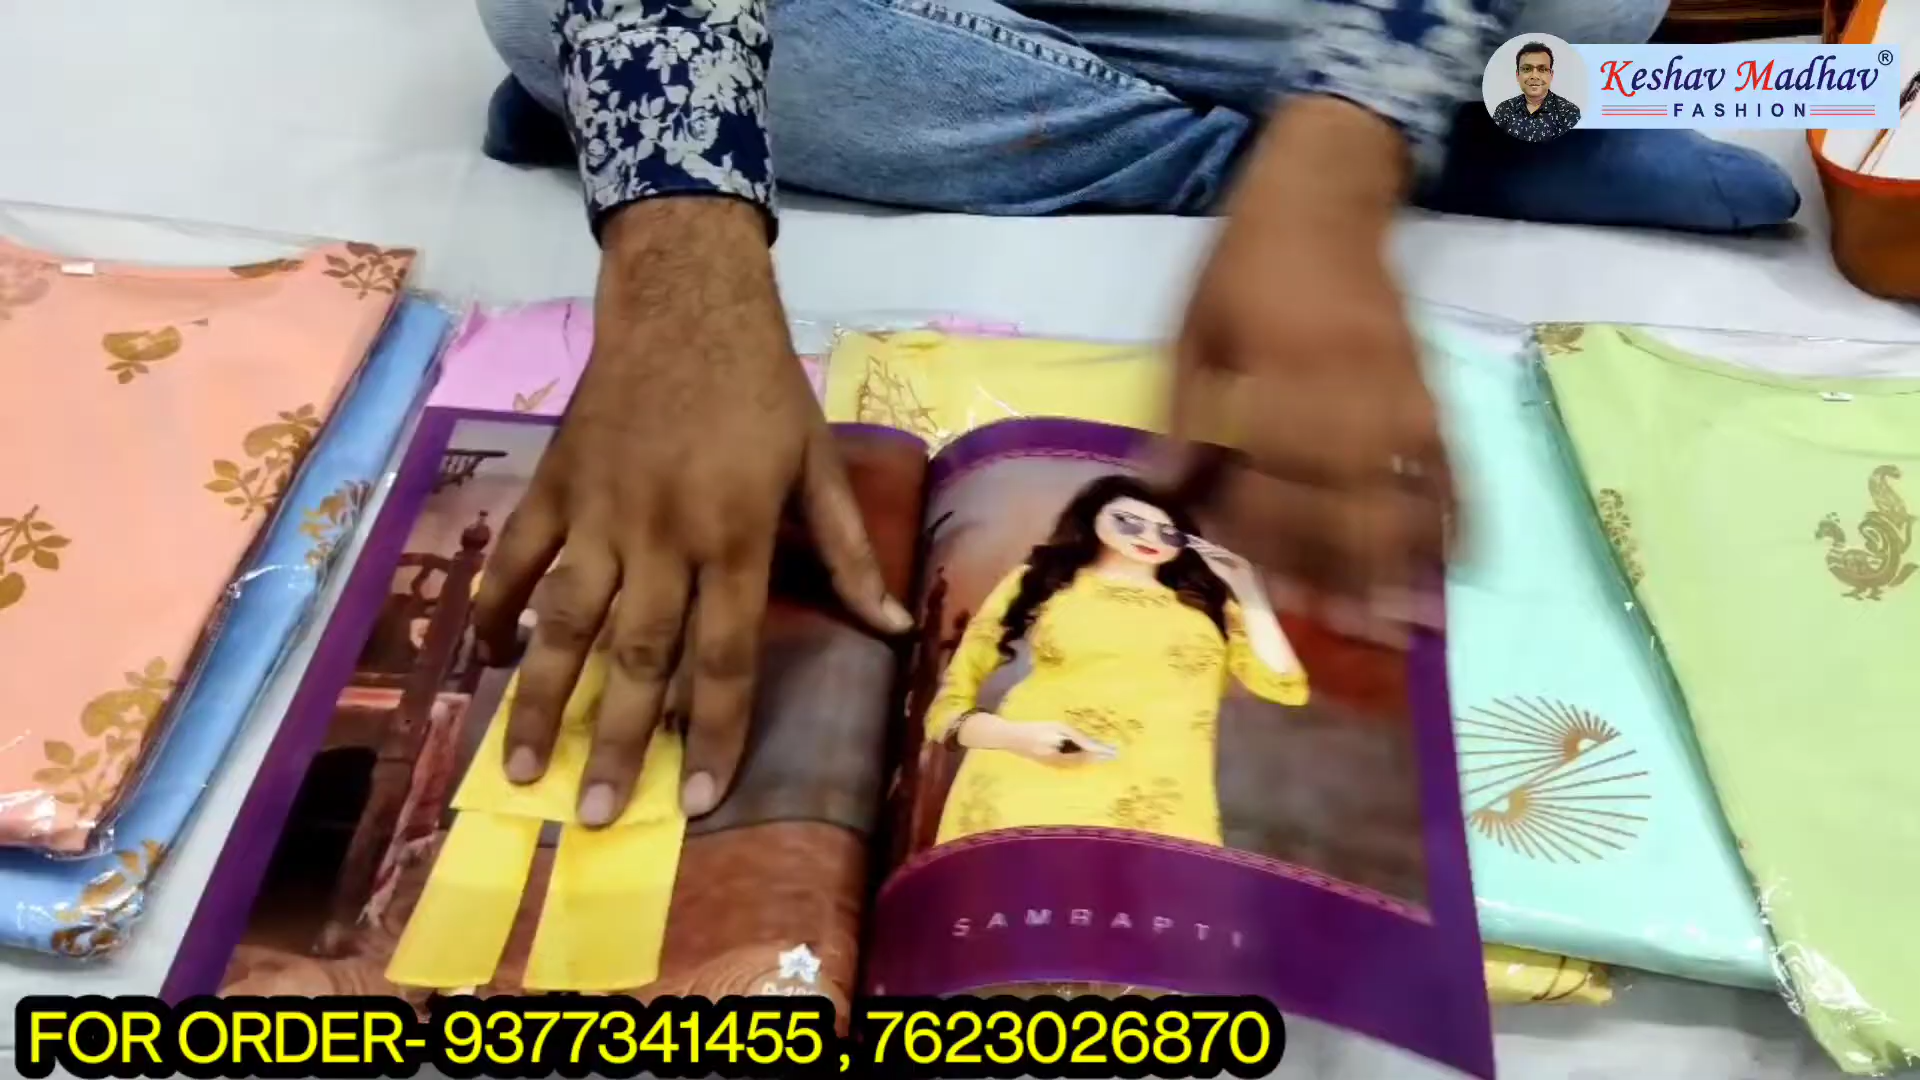 Keshav Madhav®
FASHION
SAMRAPTI
FOR ORDER- 9377341455 , 7623026870